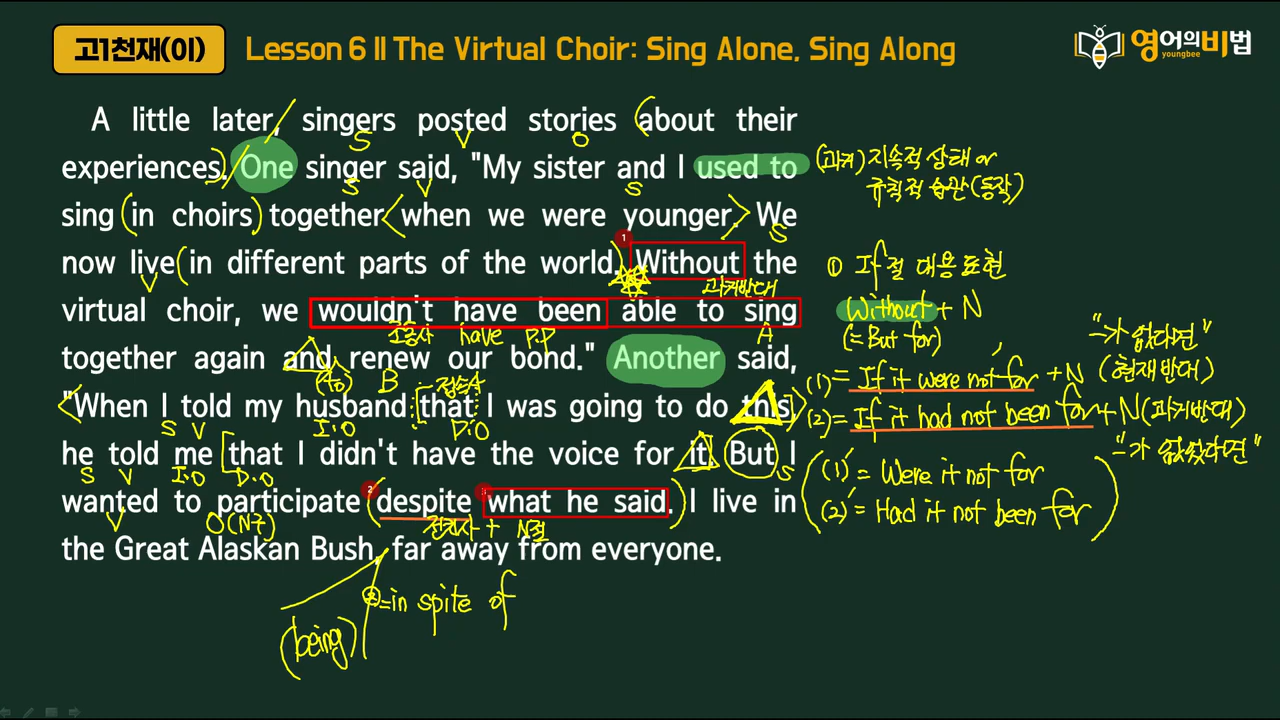 고1천재(이)
Lesson 6 II The Virtual Choir: Sing Alone, Sing Along
영어의비법
youngbee
A little later, singers posted stories about their
experiences. One singer said, "My sister and I used to
sing in choirs together when we were younger. We
now live in different parts of the world. Without the
virtual choir, we wouldn't have been able to sing
together again and renew our bond." Another said,
"When I told my husband that I was going to do this,
he told me that I didn't have the voice for it. But I
wanted to participate despite what he said. I live in
the Great Alaskan Bush, far away from everyone.
S V O
S V S
S
V
과거반대
조동사 have P.P A
(to) B 접속사
S V I·O D·O
S V I·O D·O S
V O(N구) 전치사 + N절
② = in spite of
(being)
1
2
3
(과거) 지속적 상태 or
규칙적 습관 (동작)
① If절 대응표현
Without + N
(= But for)
"~가 없다면"
(1) = If it were not for + N (현재반대)
(2) = If it had not been for + N (과거반대)
"~가 없었다면"
(1)' = Were it not for
(2)' = Had it not been for